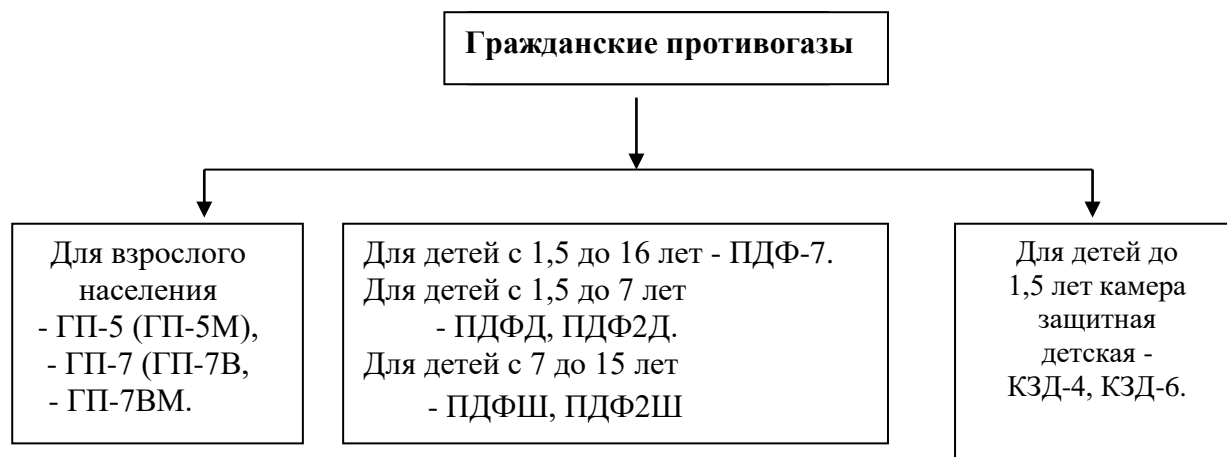 Гражданские противогазы
Для взрослого
населения
- ГП-5 (ГП-5М),
- ГП-7 (ГП-7В,
- ГП-7ВМ.
Для детей с 1,5 до 16 лет - ПДФ-7.
Для детей с 1,5 до 7 лет
- ПДФД, ПДФ2Д.
Для детей с 7 до 15 лет
- ПДФШ, ПДФ2Ш
Для детей до
1,5 лет камера
защитная
детская -
КЗД-4, КЗД-6.